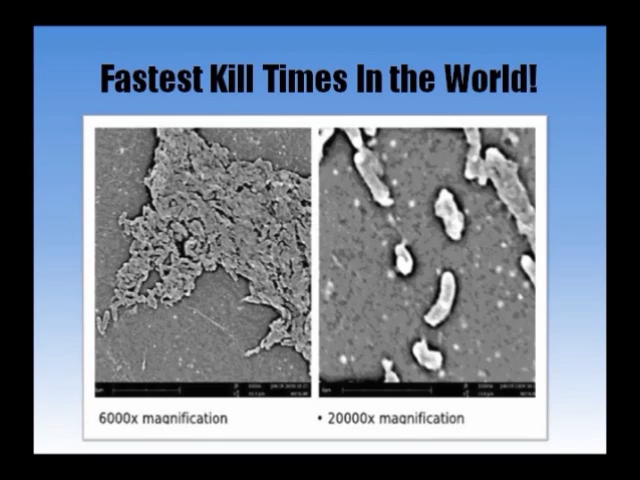 Fastest Kill Times In the World!
6000x magnification
• 20000x magnification